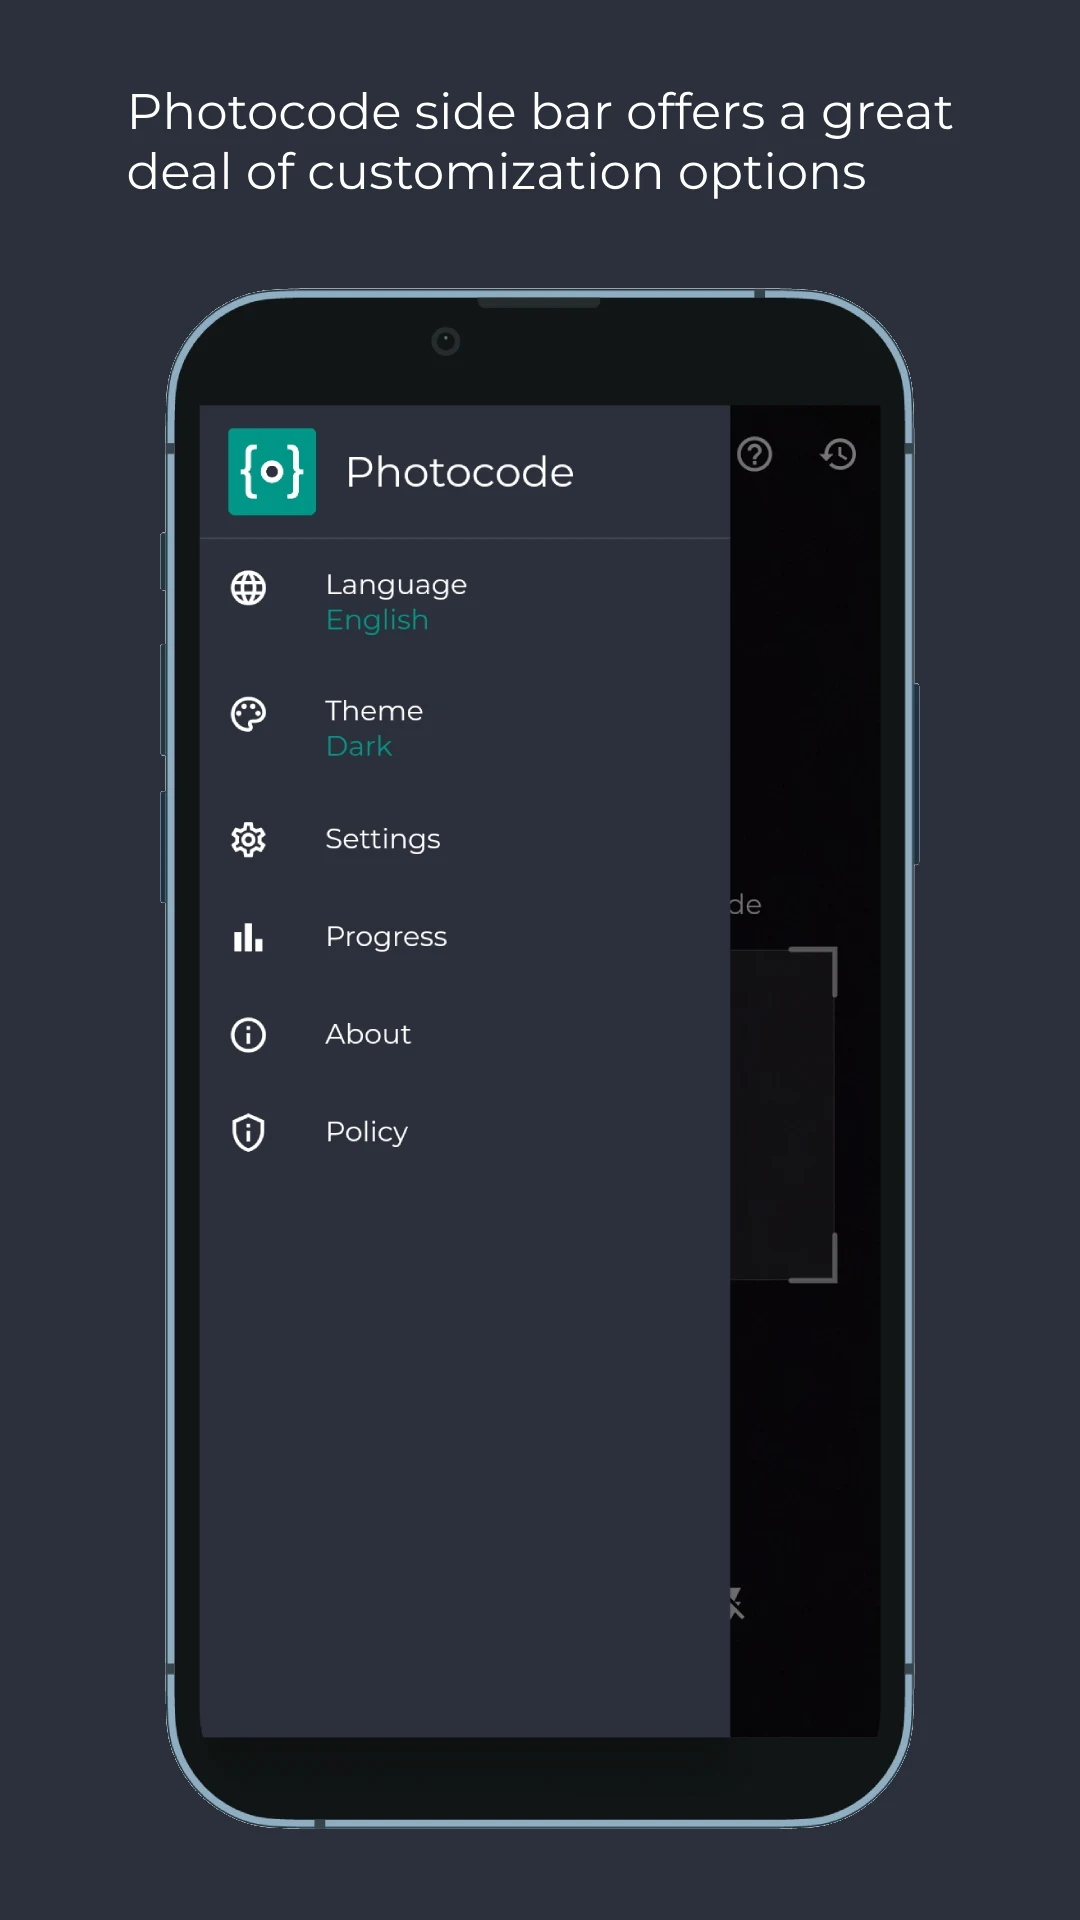 Photocode side bar offers a great
deal of customization options
{o} Photocode
Language
English
Theme
Dark
Settings
Progress
About
Policy
de